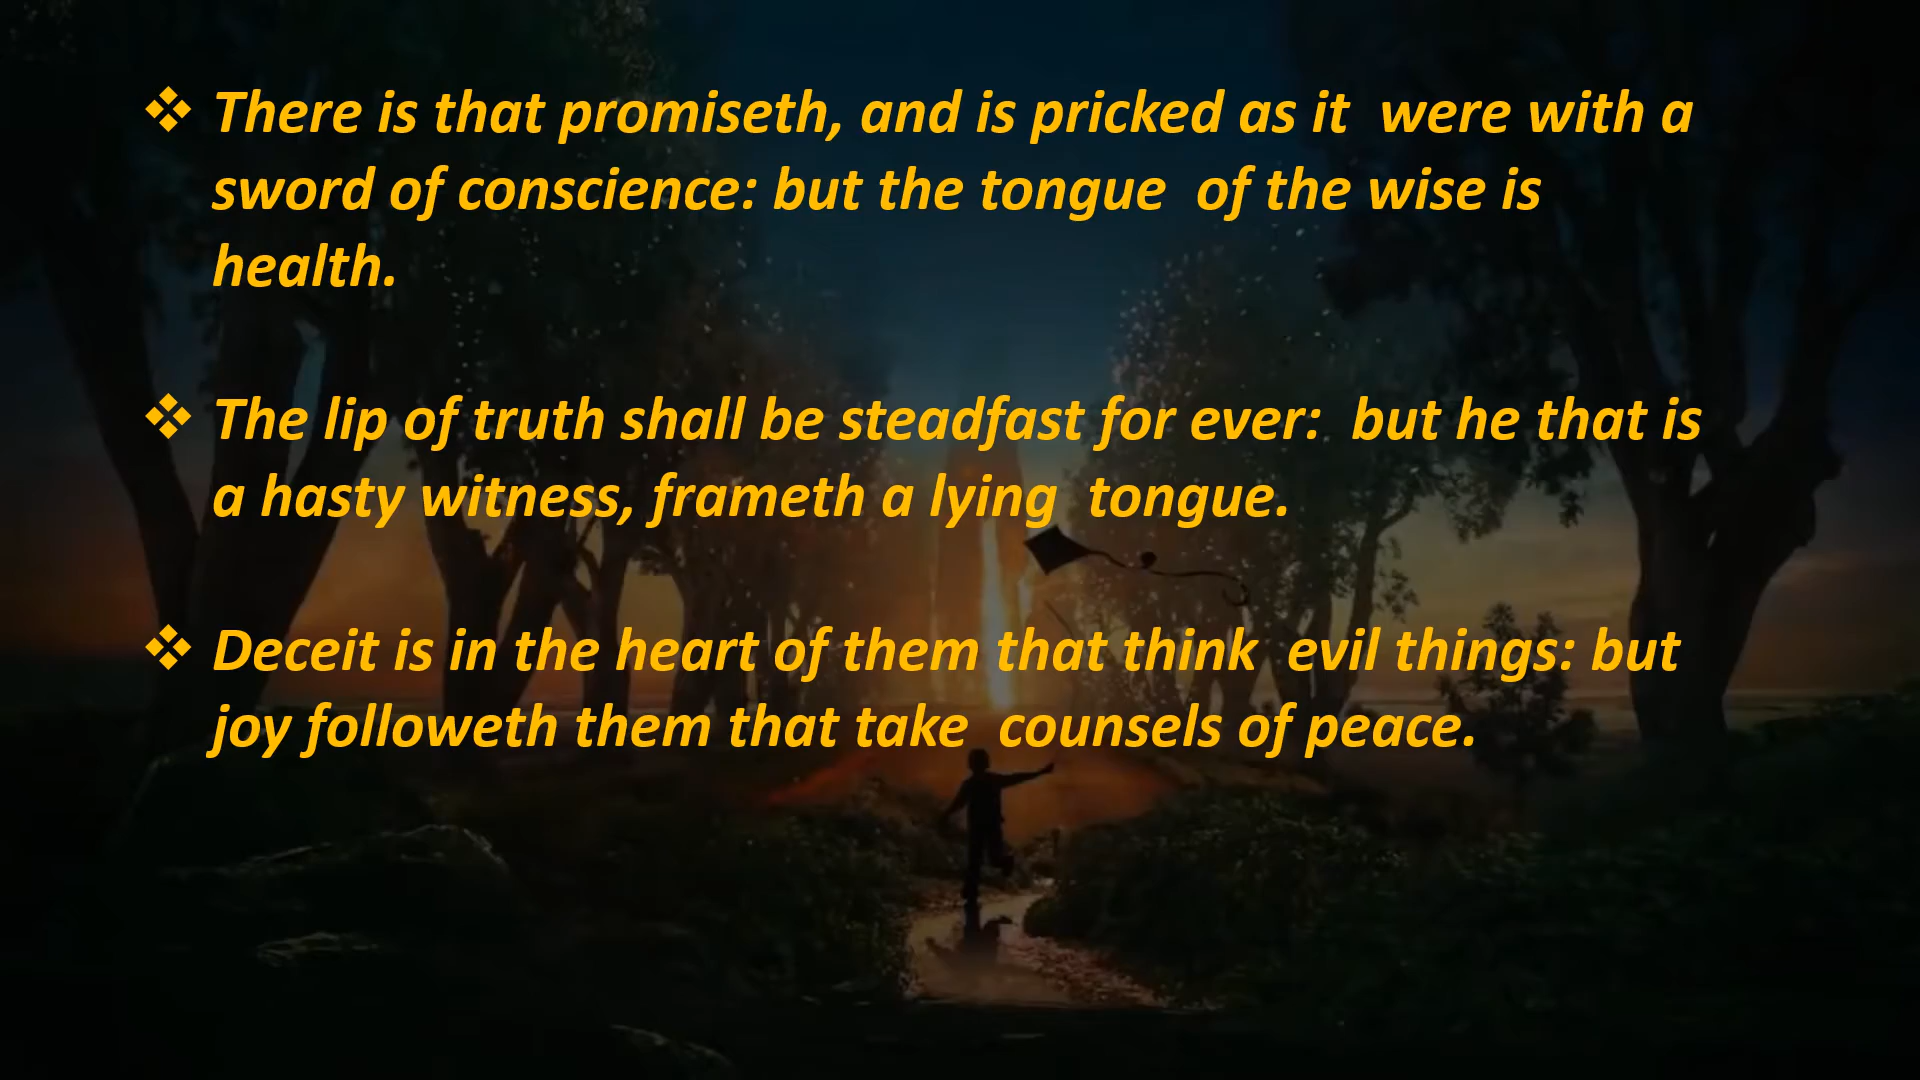 ❖ There is that promiseth, and is pricked as it  were with a
sword of conscience: but the tongue  of the wise is
health.
❖ The lip of truth shall be steadfast for ever:  but he that is
a hasty witness, frameth a lying  tongue.
❖ Deceit is in the heart of them that think  evil things: but
joy followeth them that take  counsels of peace.